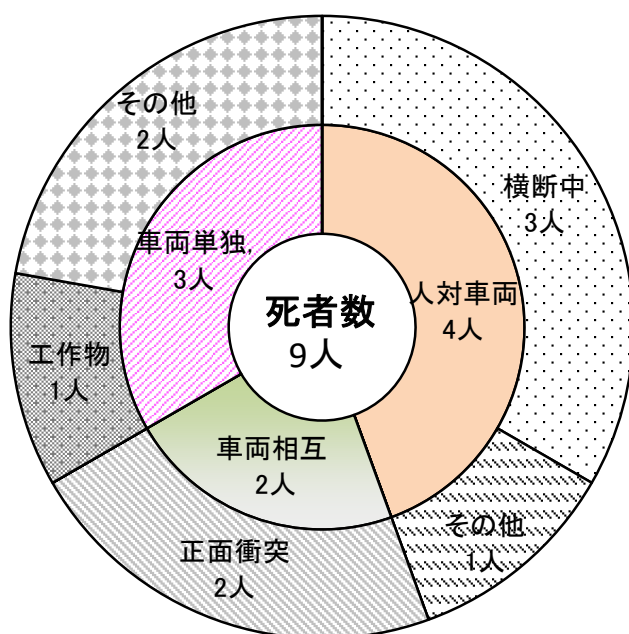 その他
2人
横断中
3人
車両単独,
3人
人対車両
4人
死者数
9人
工作物
1人
車両相互
2人
その他
1人
正面衝突
2人